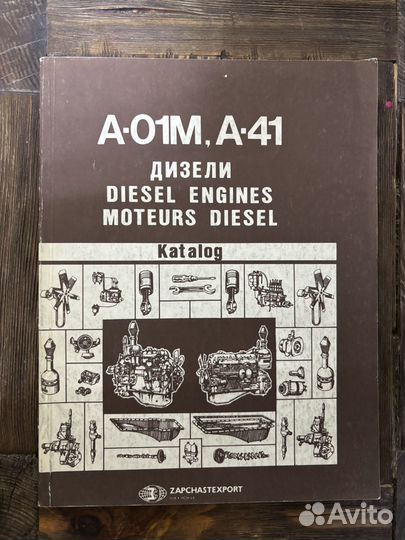 А-01М, А-41
ДИЗЕЛИ
DIESEL ENGINES
MOTEURS DIESEL
Katalog
ZAPCHASTEXPORT
Avito